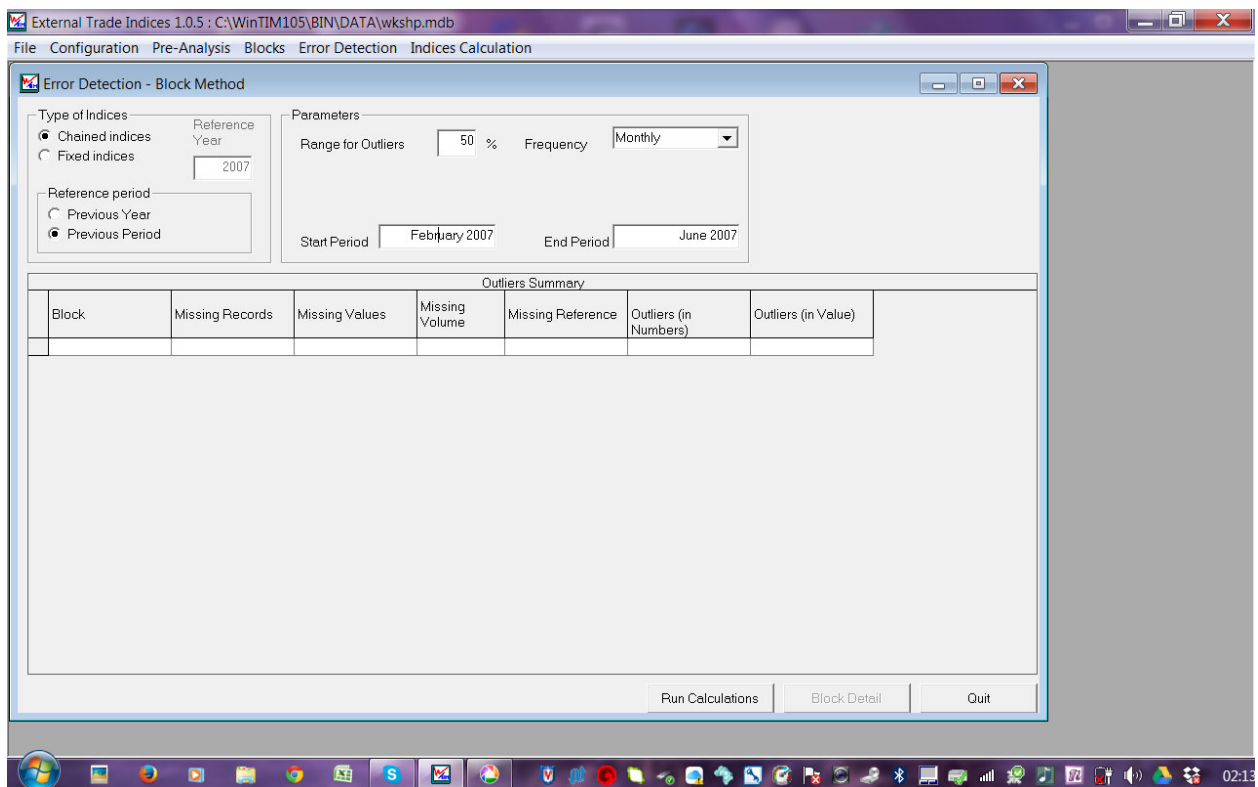 External Trade Indices 1.0.5 : C:\WinTIM105\BIN\DATA\wkshp.mdb
File Configuration Pre-Analysis Blocks Error Detection Indices Calculation
Error Detection - Block Method
Type of Indices
Chained indices
Fixed indices
Reference
Year
2007
Reference period
Previous Year
Previous Period
Parameters
Range for Outliers 50 % Frequency Monthly
Start Period February 2007 End Period June 2007
Outliers Summary
Block Missing Records Missing Values Missing Volume Missing Reference Outliers (in Numbers) Outliers (in Value)
Run Calculations Block Detail Quit
02:13